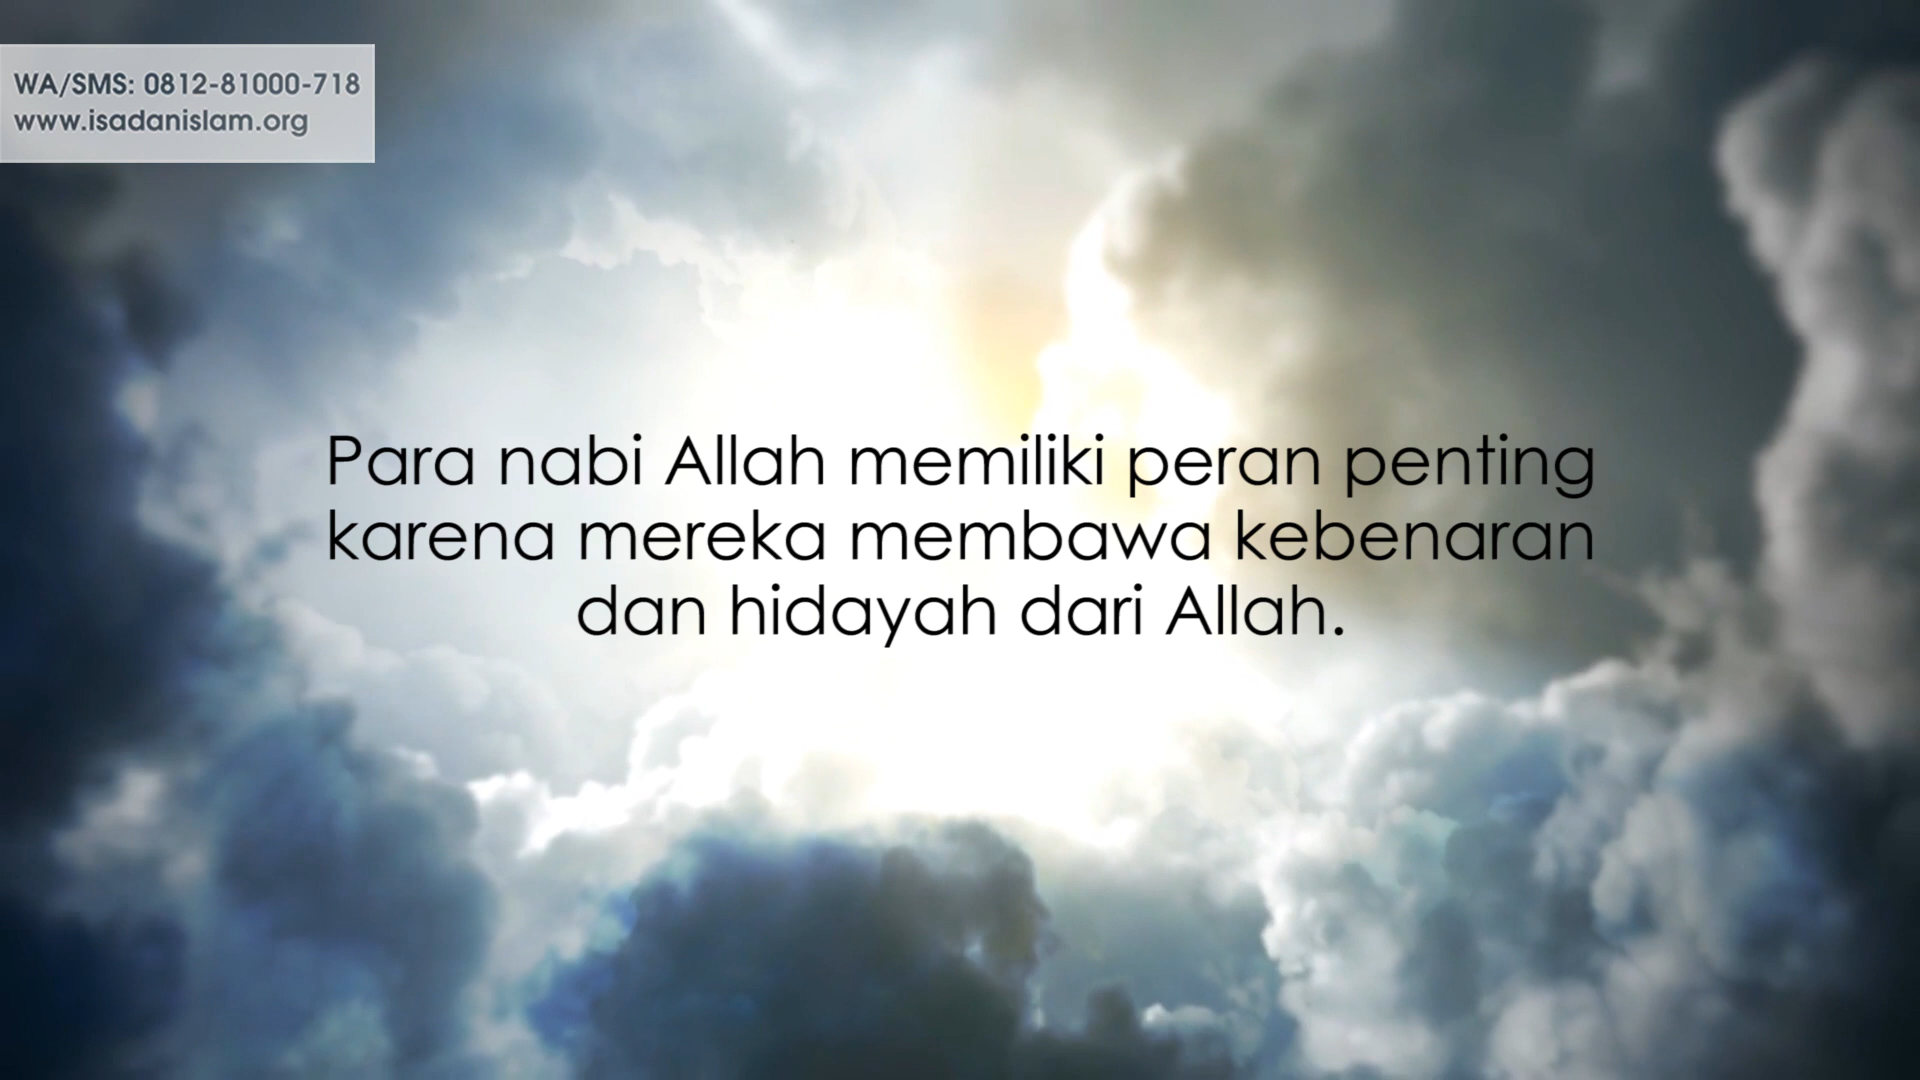 WA/SMS: 0812-81000-718
www.isadanislam.org
Para nabi Allah memiliki peran penting
karena mereka membawa kebenaran
dan hidayah dari Allah.